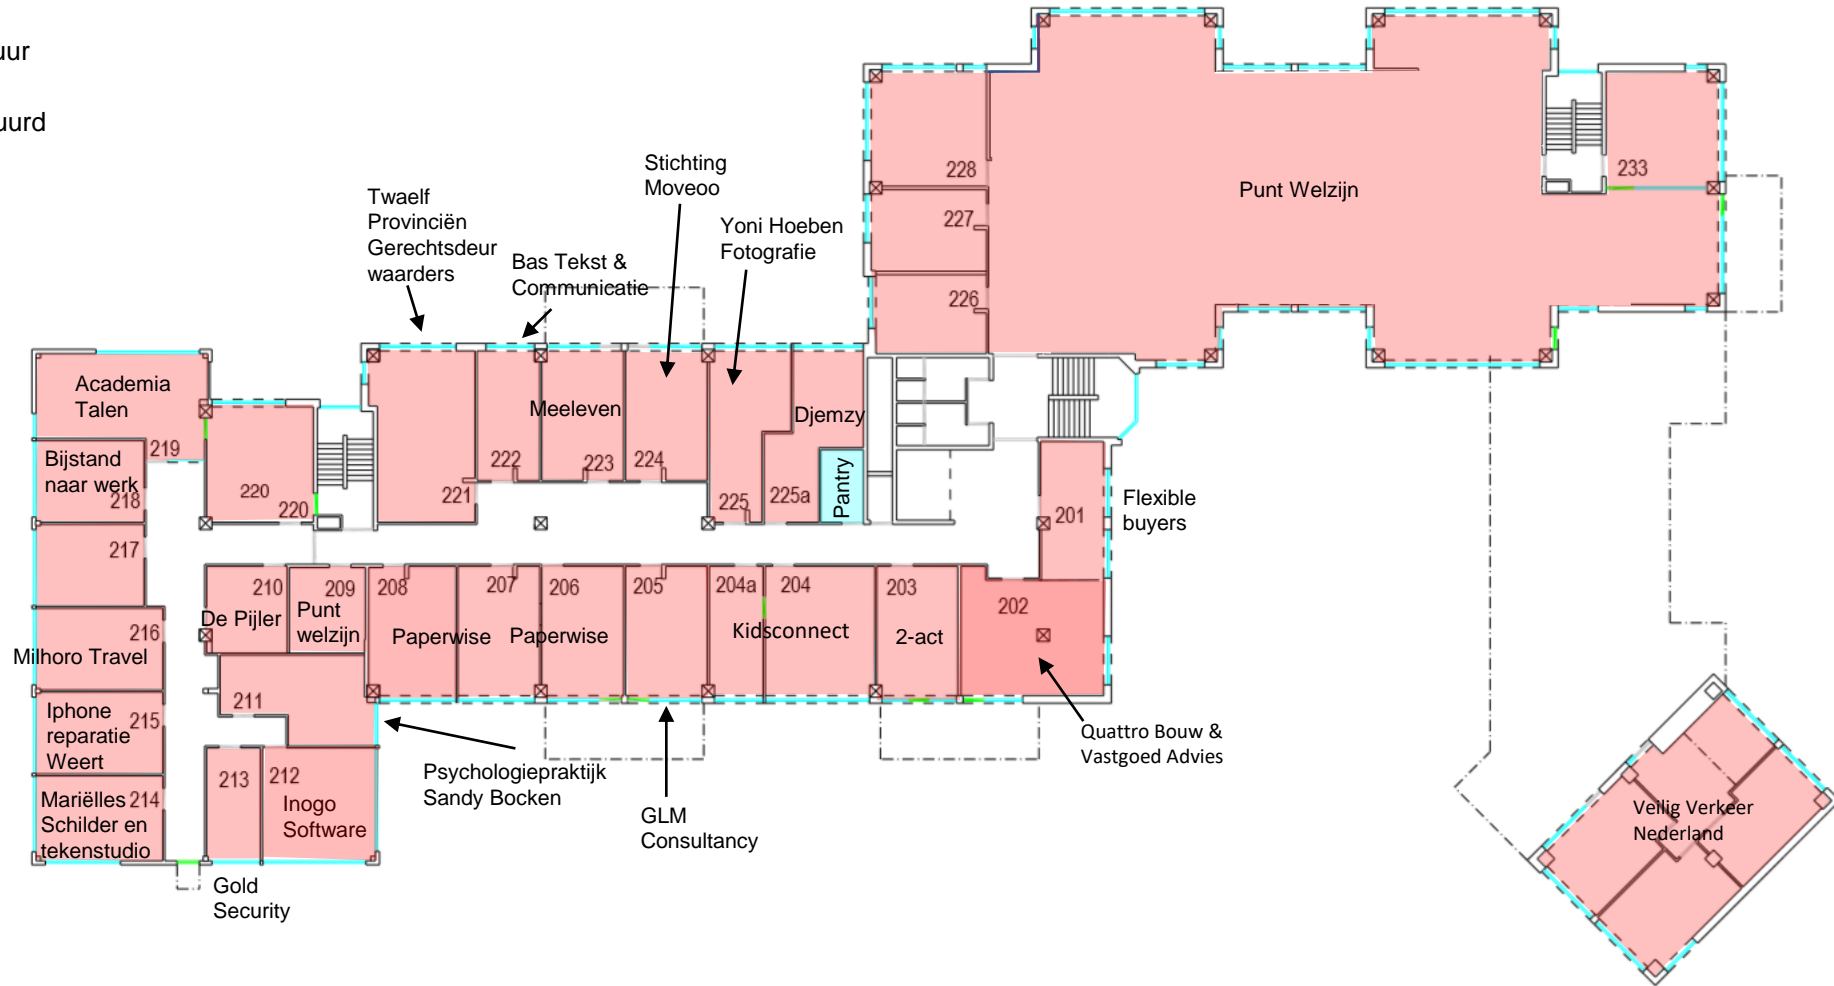 uur
uurd
228
227
226
Punt Welzijn
233
Stichting
Moveoo
Twaelf
Provinciën
Gerechtsdeur
waarders
Yoni Hoeben
Fotografie
Bas Tekst &
Communicatie
Academia
Talen
219
Bijstand
naar werk
218
220
220
221
222
Meeleven
223
224
225
Djemzy
225a
Pantry
201
Flexible
buyers
217
216
Milhoro Travel
Iphone
reparatie
Weert
215
Mariëlles
214
Schilder en
tekenstudio
210
De Pijler
209
Punt
welzijn
208
Paperwise
207
206
Paperwise
205
204a
204
Kidsconnect
203
2-act
202
211
213
212
Inogo
Software
Gold
Security
Psychologiepraktijk
Sandy Bocken
GLM
Consultancy
Quattro Bouw &
Vastgoed Advies
Veilig Verkeer
Nederland